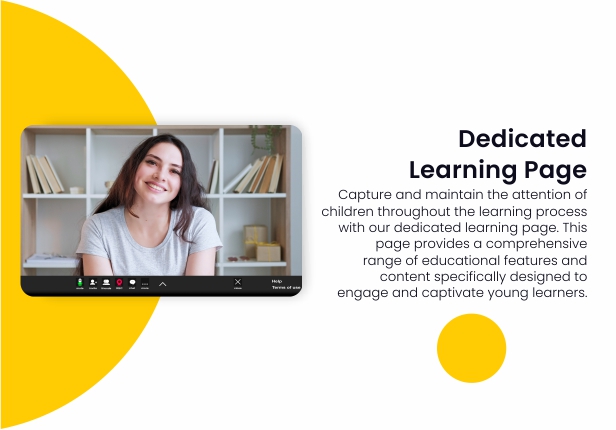 Dedicated
Learning Page
Capture and maintain the attention of
children throughout the learning process
with our dedicated learning page. This
page provides a comprehensive
range of educational features and
content specifically designed to
engage and captivate young learners.
Help
Terms of use